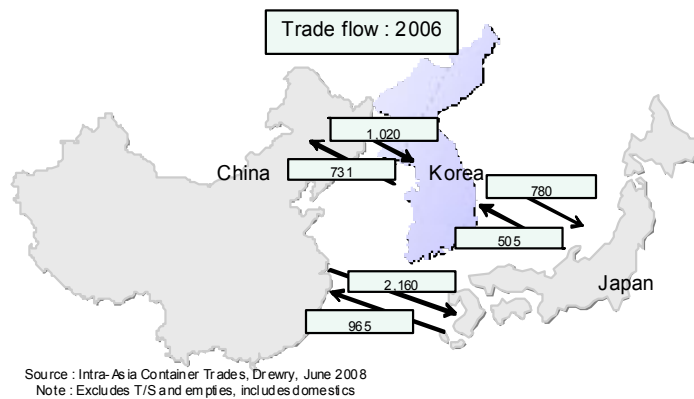 Trade flow : 2006
1,020
China
731
Korea
780
505
2,160
Japan
965
Source : Intra-Asia Container Trades, Drewry, June 2008
Note : Excludes T/S and empties, includes domestics